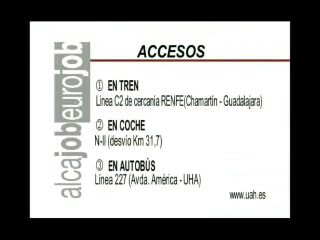 ACCESOS
① EN TREN
Línea C2 de cercanía RENFE(Chamartín - Guadalajara)
② EN COCHE
N-II (desvío Km 31,7)
③ EN AUTOBÚS
Línea 227 (Avda. América - UHA)
www.uah.es
alcajobeurojob